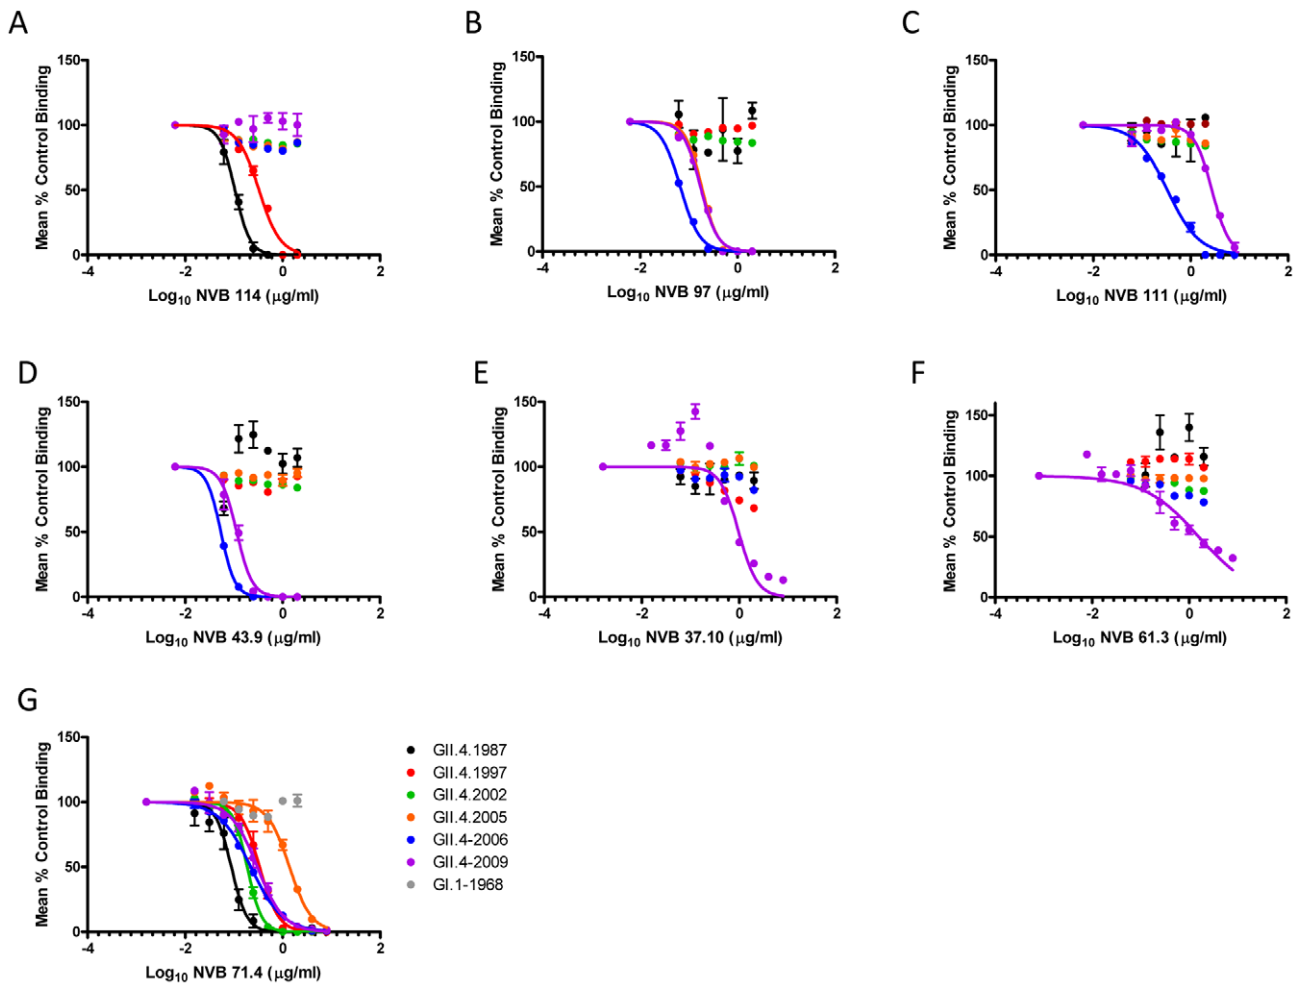 A
B
C
150
100
50
0
-4
-2
0
2
Mean % Control Binding
Log10 NVB 114 (μg/ml)
150
100
50
0
-4
-2
0
2
Mean % Control Binding
Log10 NVB 97 (μg/ml)
150
100
50
0
-4
-2
0
2
Mean % Control Binding
Log10 NVB 111 (μg/ml)
D
E
F
150
100
50
0
-4
-2
0
2
Mean % Control Binding
Log10 NVB 43.9 (μg/ml)
150
100
50
0
-4
-2
0
2
Mean % Control Binding
Log10 NVB 37.10 (μg/ml)
150
100
50
0
-4
-2
0
2
Mean % Control Binding
Log10 NVB 61.3 (μg/ml)
G
150
100
50
0
-4
-2
0
2
Mean % Control Binding
Log10 NVB 71.4 (μg/ml)
GII.4.1987
GII.4.1997
GII.4.2002
GII.4.2005
GII.4-2006
GII.4-2009
GI.1-1968